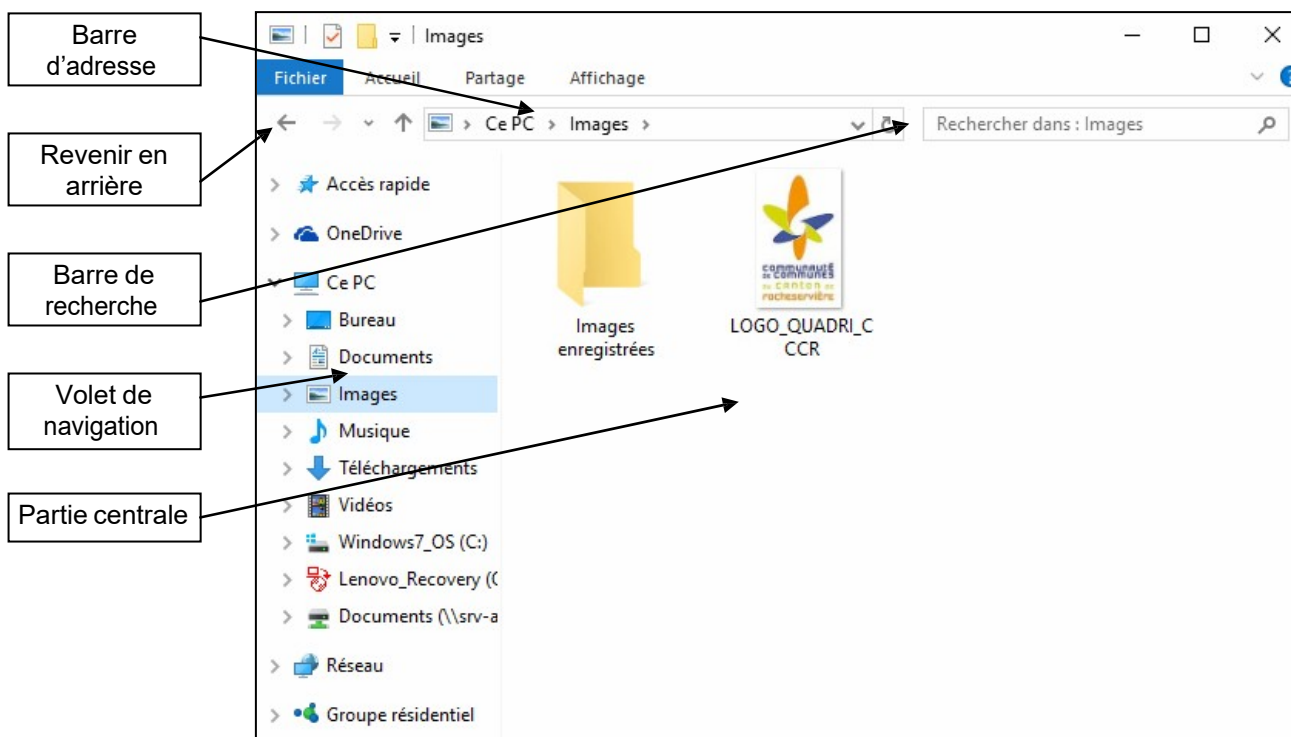 Barre
d’adresse
Revenir en
arrière
Barre de
recherche
Volet de
navigation
Partie centrale
Images
Fichier Accueil Partage Affichage
Ce PC Images
Rechercher dans : Images
Accès rapide
OneDrive
Ce PC
Bureau
Documents
Images
Musique
Téléchargements
Vidéos
Windows7_OS (C:)
Lenovo_Recovery (
Documents (\\srv-a
Réseau
Groupe résidentiel
communauté
de communes
du canton de
rocheservière
Images
enregistrées
LOGO_QUADRI_C
CCR